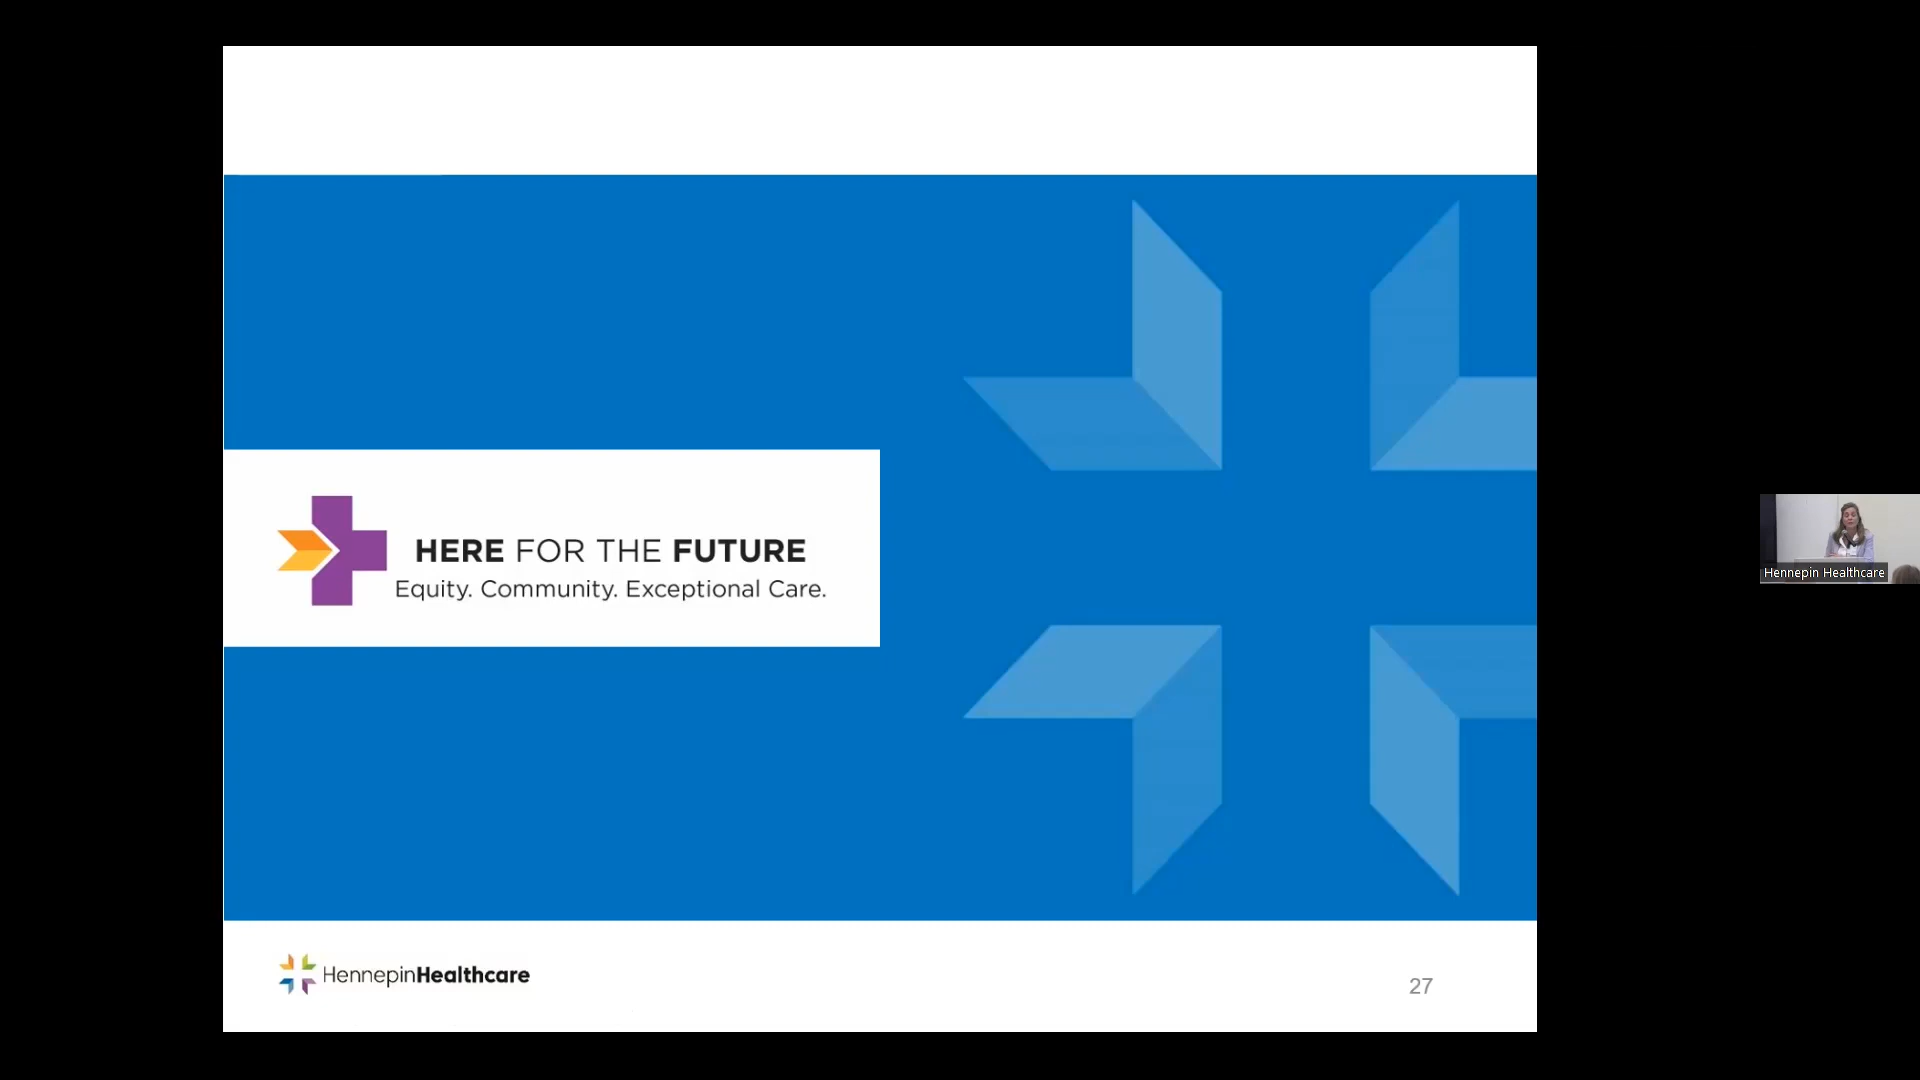 HERE FOR THE FUTURE
Equity. Community. Exceptional Care.
Hennepin Healthcare
HennepinHealthcare
27